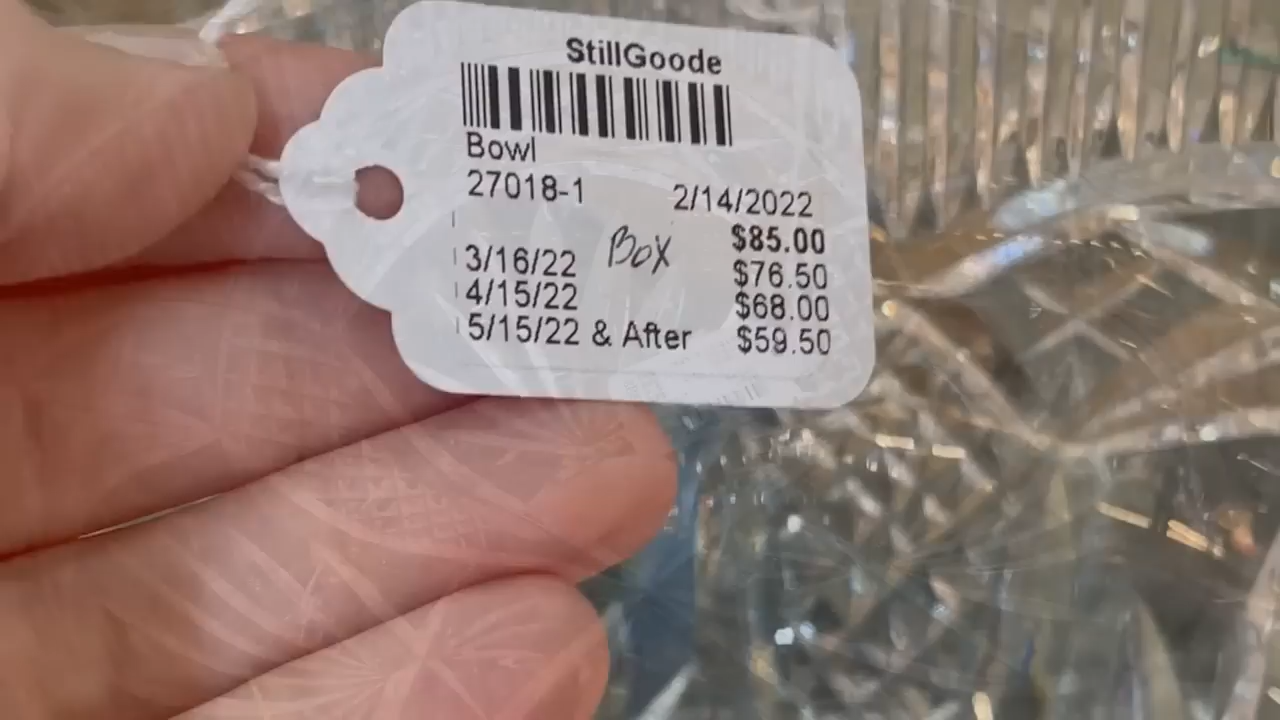 StillGoode
Bowl
27018-1 2/14/2022
$85.00
Box
3/16/22 $76.50
4/15/22 $68.00
5/15/22 & After $59.50